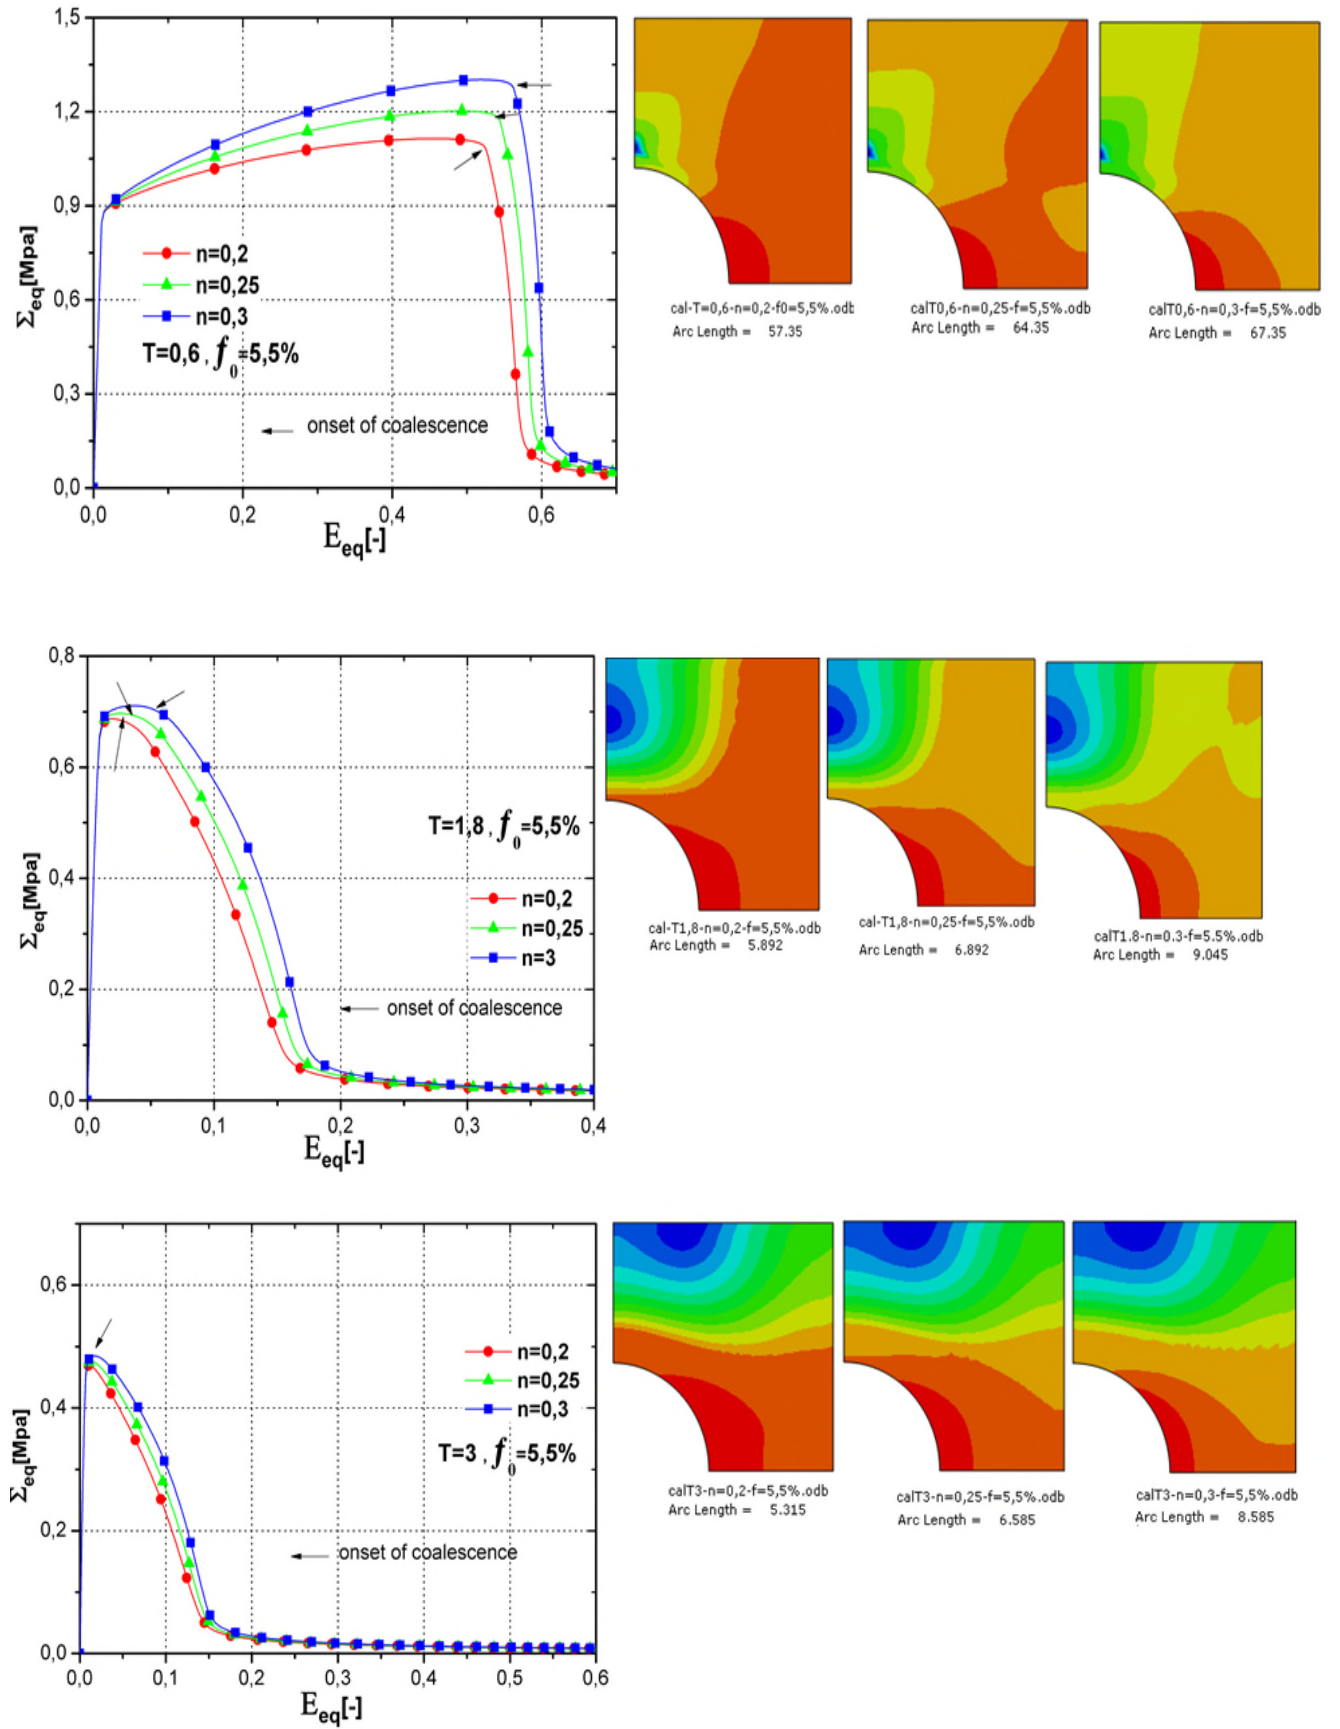 1,5
1,2
0,9
0,6
0,3
0,0
Σeq[Mpa]
n=0,2
n=0,25
n=0,3
T=0,6 , f0=5,5%
onset of coalescence
0,0 0,2 0,4 0,6
Eeq[-]
cal-T=0,6-n=0,2-f0=5,5%.odb
Arc Length = 57.35
calT0,6-n=0,25-f=5,5%.odb
Arc Length = 64.35
calT0,6-n=0,3-f=5,5%.odb
Arc Length = 67.35
0,8
0,6
0,4
0,2
0,0
Σeq[Mpa]
T=1,8 , f0=5,5%
n=0,2
n=0,25
n=3
onset of coalescence
0,0 0,1 0,2 0,3 0,4
Eeq[-]
cal-T1,8-n=0,2-f=5,5%.odb
Arc Length = 5.892
cal-T1,8-n=0,25-f=5,5%.odb
Arc Length = 6.892
calT1.8-n=0.3-f=5.5%.odb
Arc Length = 9.045
0,6
0,4
0,2
0,0
Σeq[Mpa]
n=0,2
n=0,25
n=0,3
T=3 , f0=5,5%
onset of coalescence
0,0 0,1 0,2 0,3 0,4 0,5 0,6
Eeq[-]
calT3-n=0,2-f=5,5%.odb
Arc Length = 5.315
calT3-n=0,25-f=5,5%.odb
Arc Length = 6.585
calT3-n=0,3-f=5,5%.odb
Arc Length = 8.585